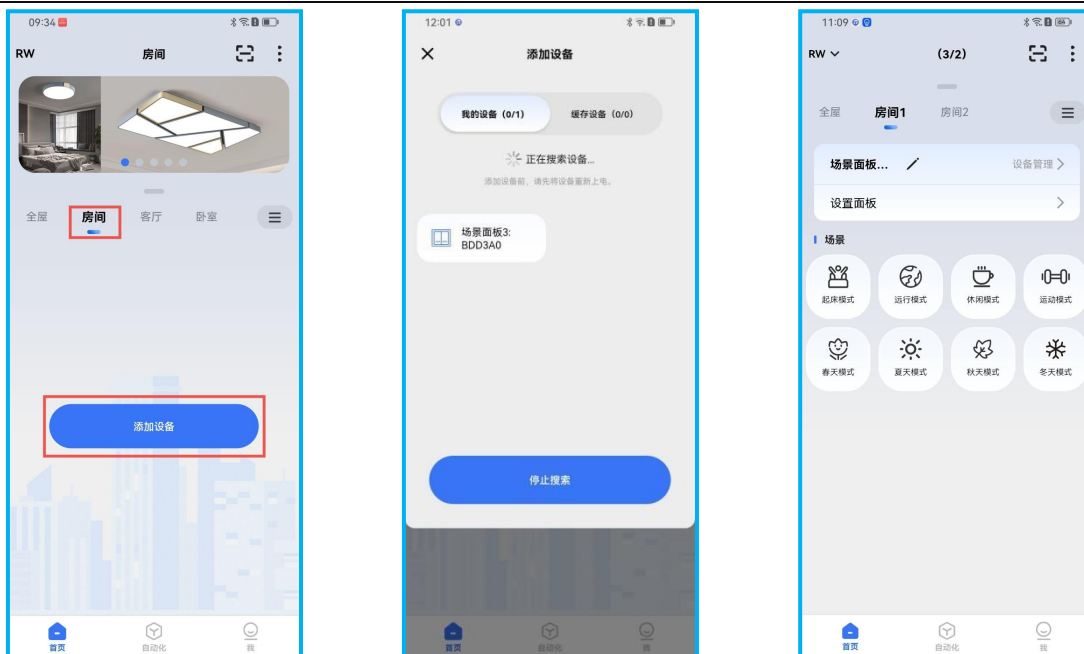 09:34
RW 房间
全屋 房间 客厅 卧室
添加设备
首页 自动化 我
12:01
添加设备
我的设备（0/1） 缓存设备（0/0）
正在搜索设备...
添加设备前，请先将设备重新上电。
场景面板3:
BDD3A0
停止搜索
首页 自动化 我
11:09
RW (3/2)
全屋 房间1 房间2
场景面板... 设备管理
设置面板
场景
起床模式 远行模式 休闲模式 运动模式
春天模式 夏天模式 秋天模式 冬天模式
首页 自动化 我